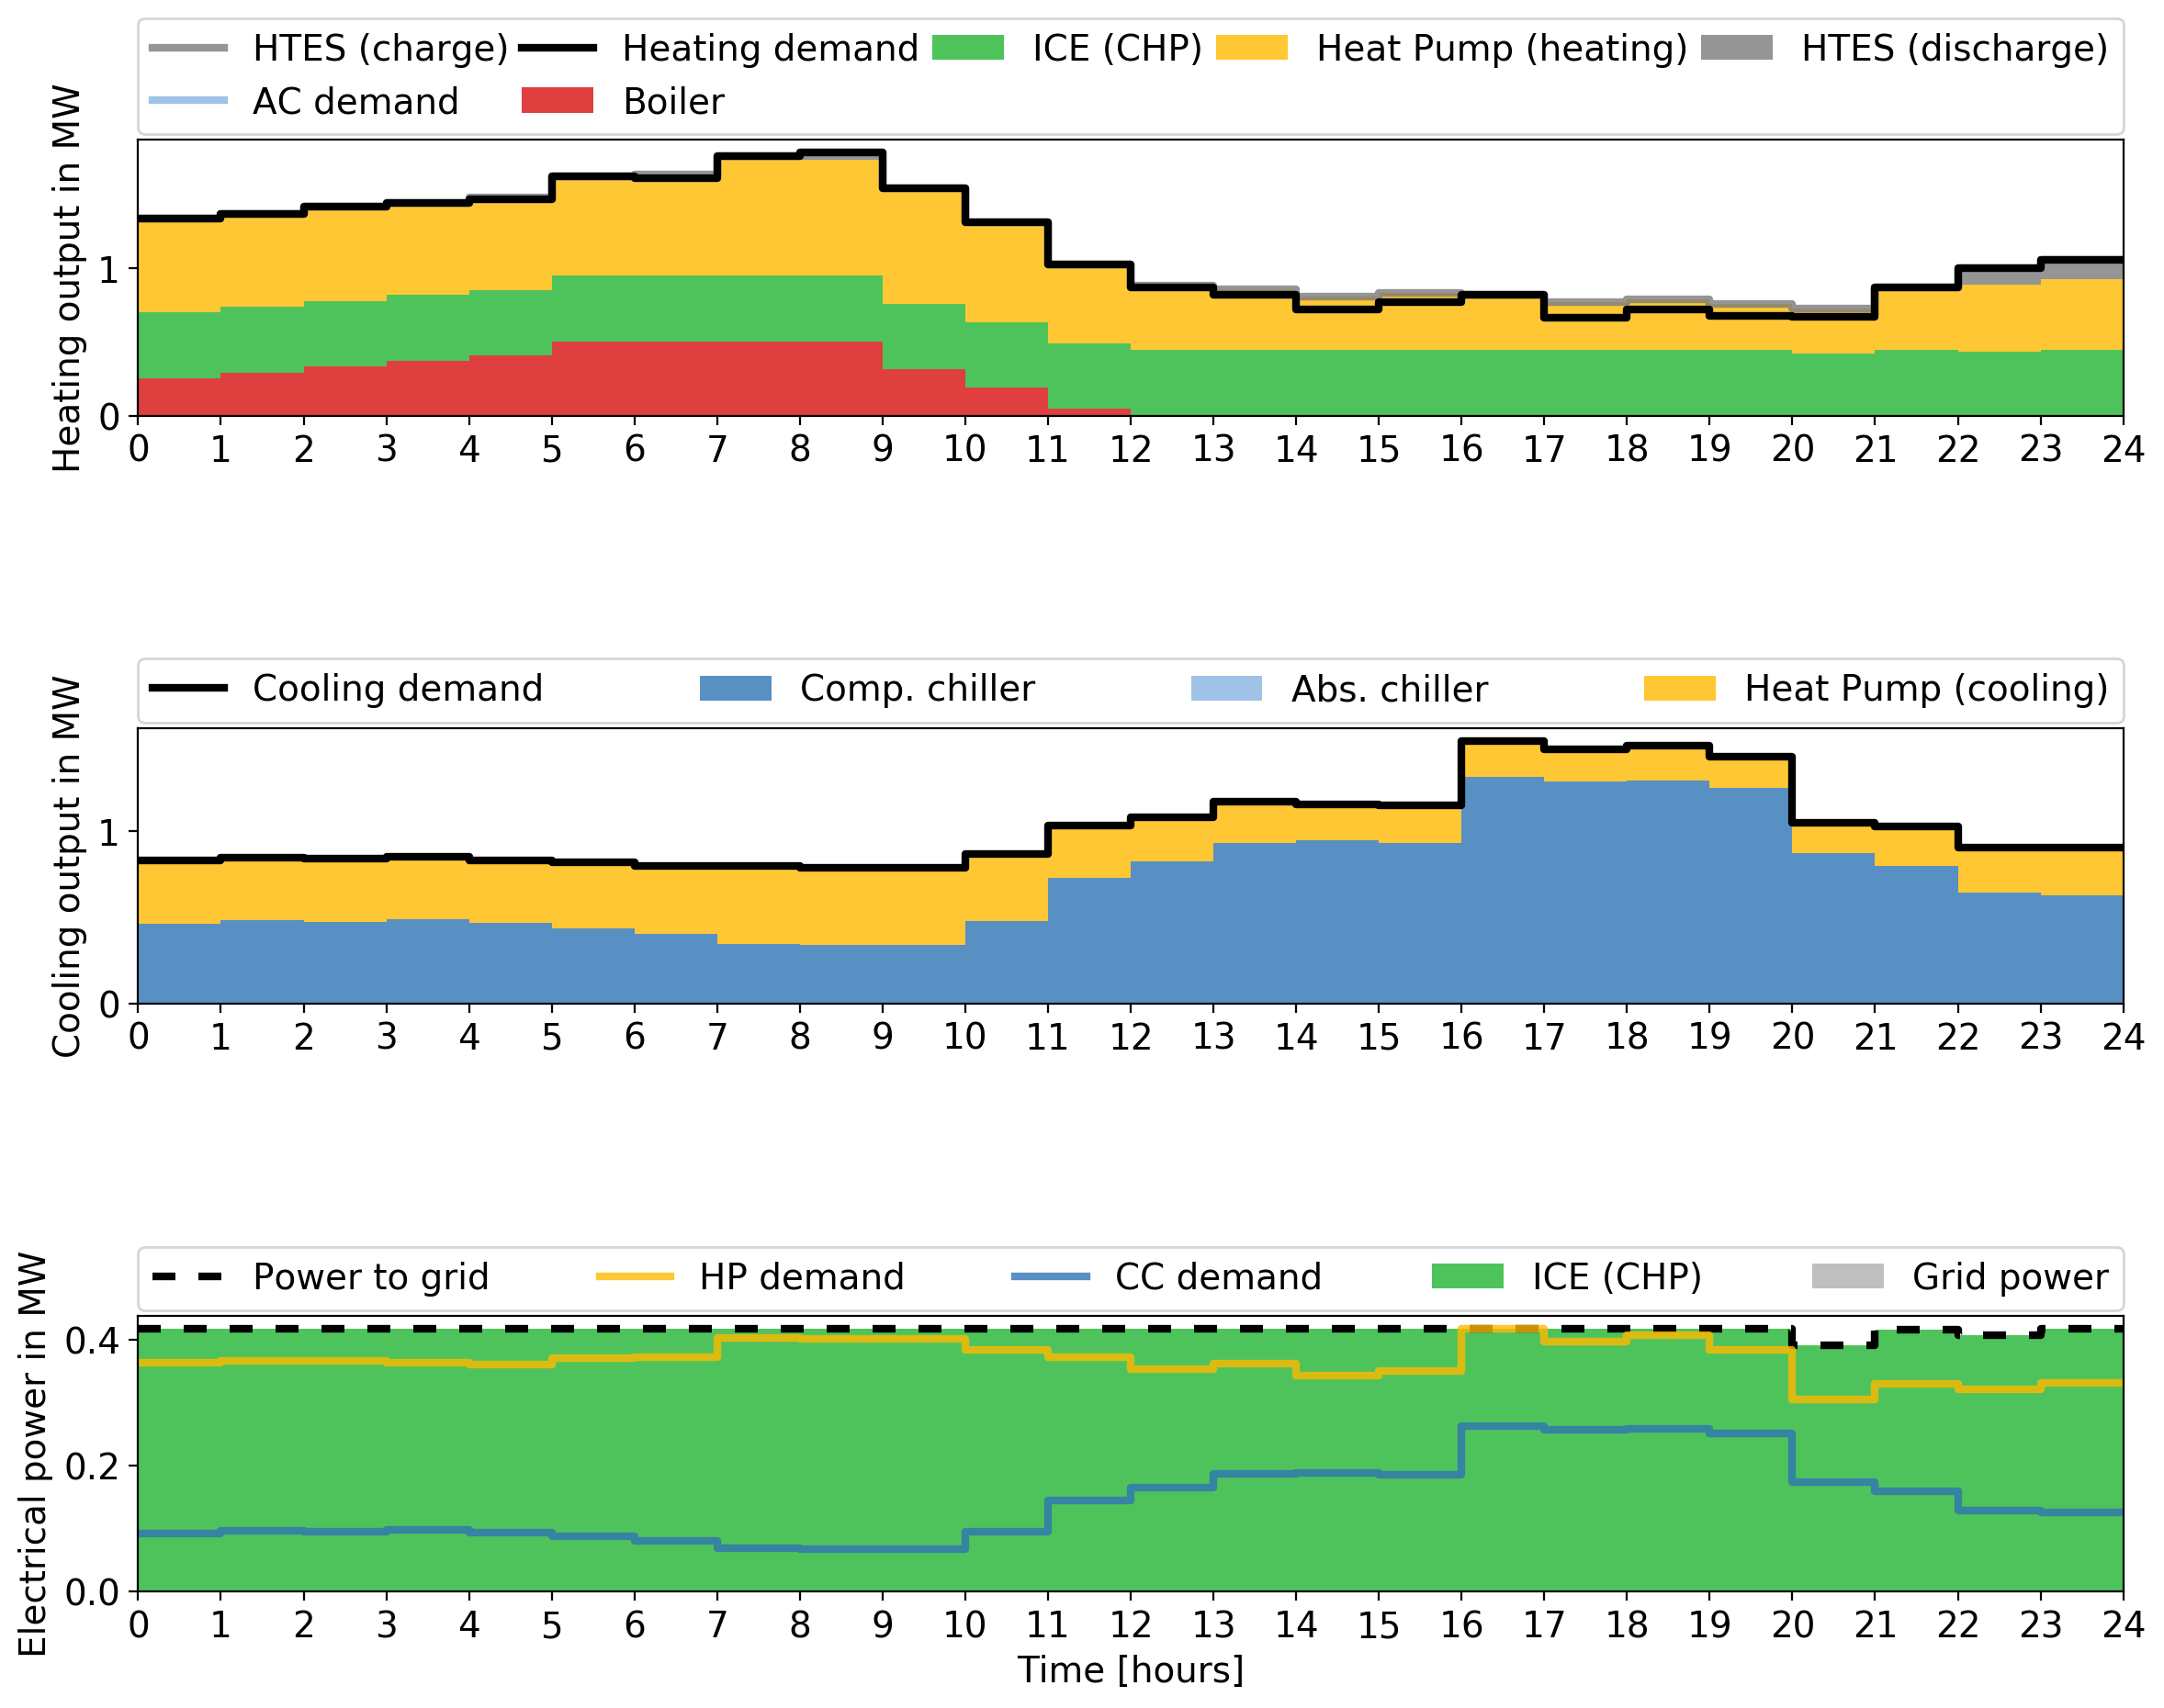 HTES (charge) Heating demand ICE (CHP) Heat Pump (heating) HTES (discharge)
AC demand Boiler
Heating output in MW
1
0
0 1 2 3 4 5 6 7 8 9 10 11 12 13 14 15 16 17 18 19 20 21 22 23 24
Cooling demand Comp. chiller Abs. chiller Heat Pump (cooling)
Cooling output in MW
1
0
0 1 2 3 4 5 6 7 8 9 10 11 12 13 14 15 16 17 18 19 20 21 22 23 24
Power to grid HP demand CC demand ICE (CHP) Grid power
Electrical power in MW
0.4
0.2
0.0
0 1 2 3 4 5 6 7 8 9 10 11 12 13 14 15 16 17 18 19 20 21 22 23 24
Time [hours]